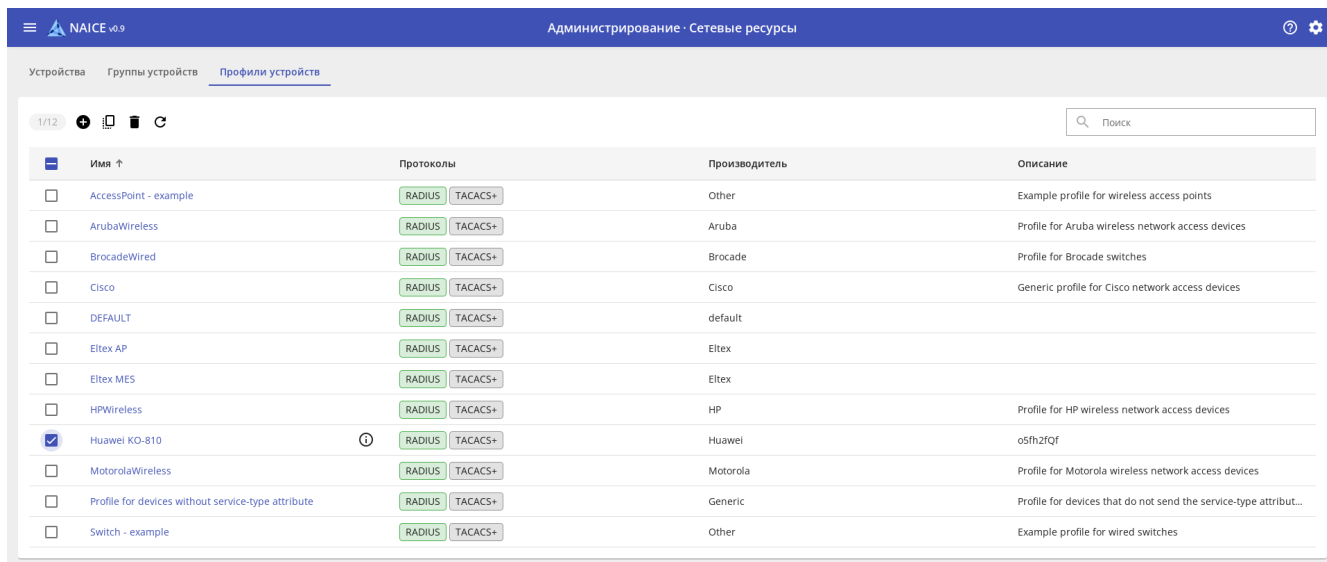 NAICE v0.9 Администрирование · Сетевые ресурсы
Устройства Группы устройств Профили устройств
1/12 Поиск
Имя ↑ Протоколы Производитель Описание
AccessPoint - example RADIUS TACACS+ Other Example profile for wireless access points
ArubaWireless RADIUS TACACS+ Aruba Profile for Aruba wireless network access devices
BrocadeWired RADIUS TACACS+ Brocade Profile for Brocade switches
Cisco RADIUS TACACS+ Cisco Generic profile for Cisco network access devices
DEFAULT RADIUS TACACS+ default
Eltex AP RADIUS TACACS+ Eltex
Eltex MES RADIUS TACACS+ Eltex
HPWireless RADIUS TACACS+ HP Profile for HP wireless network access devices
Huawei KO-810 RADIUS TACACS+ Huawei o5fh2fQf
MotorolaWireless RADIUS TACACS+ Motorola Profile for Motorola wireless network access devices
Profile for devices without service-type attribute RADIUS TACACS+ Generic Profile for devices that do not send the service-type attribut...
Switch - example RADIUS TACACS+ Other Example profile for wired switches